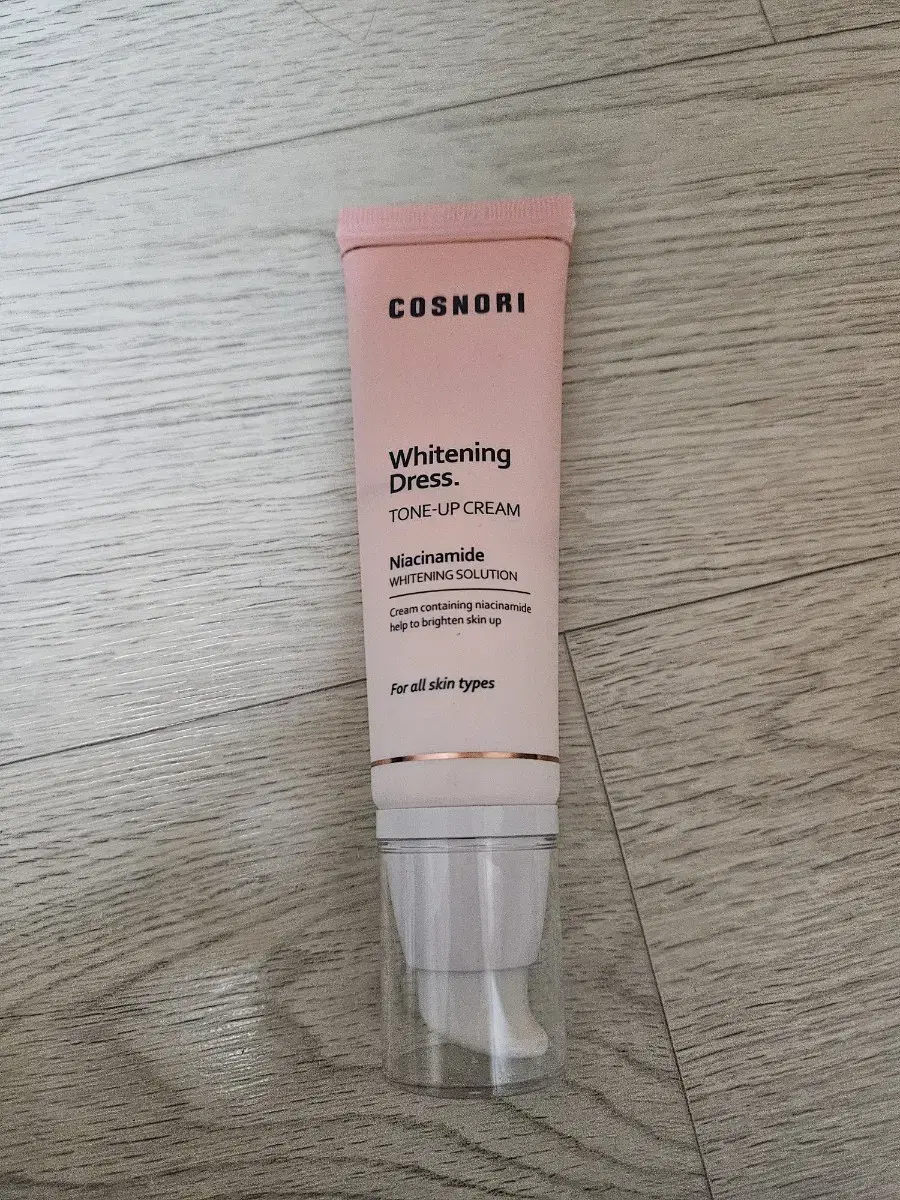 COSNORI
Whitening
Dress.
TONE-UP CREAM
Niacinamide
WHITENING SOLUTION
Cream containing niacinamide
help to brighten skin up
For all skin types